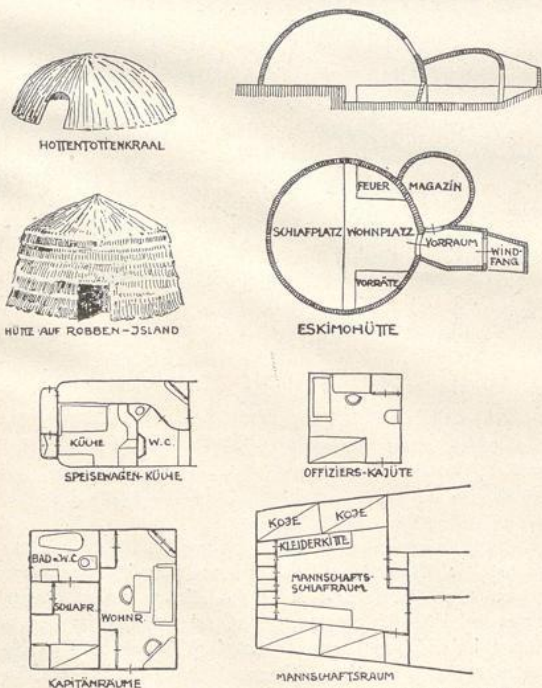 HOTTENTOTTENKRAAL
FEUER
MAGAZIN
SCHLAFPLATZ
WOHNPLATZ
VORRAUM
WIND-
FANG
VORRÄTE
HÜTTE AUF ROBBEN-JSLAND
ESKIMOHÜTTE
KÜCHE
W.C.
SPEISEWAGEN-KÜCHE
OFFIZIERS-KAJÜTE
KOJE
KOJE
KLEIDERKITTE
BAD u. W.C.
SCHLAFR.
WOHNR.
MANNSCHAFTS-
SCHLAFRAUM
KAPITÄNRÄUME
MANNSCHAFTSRAUM